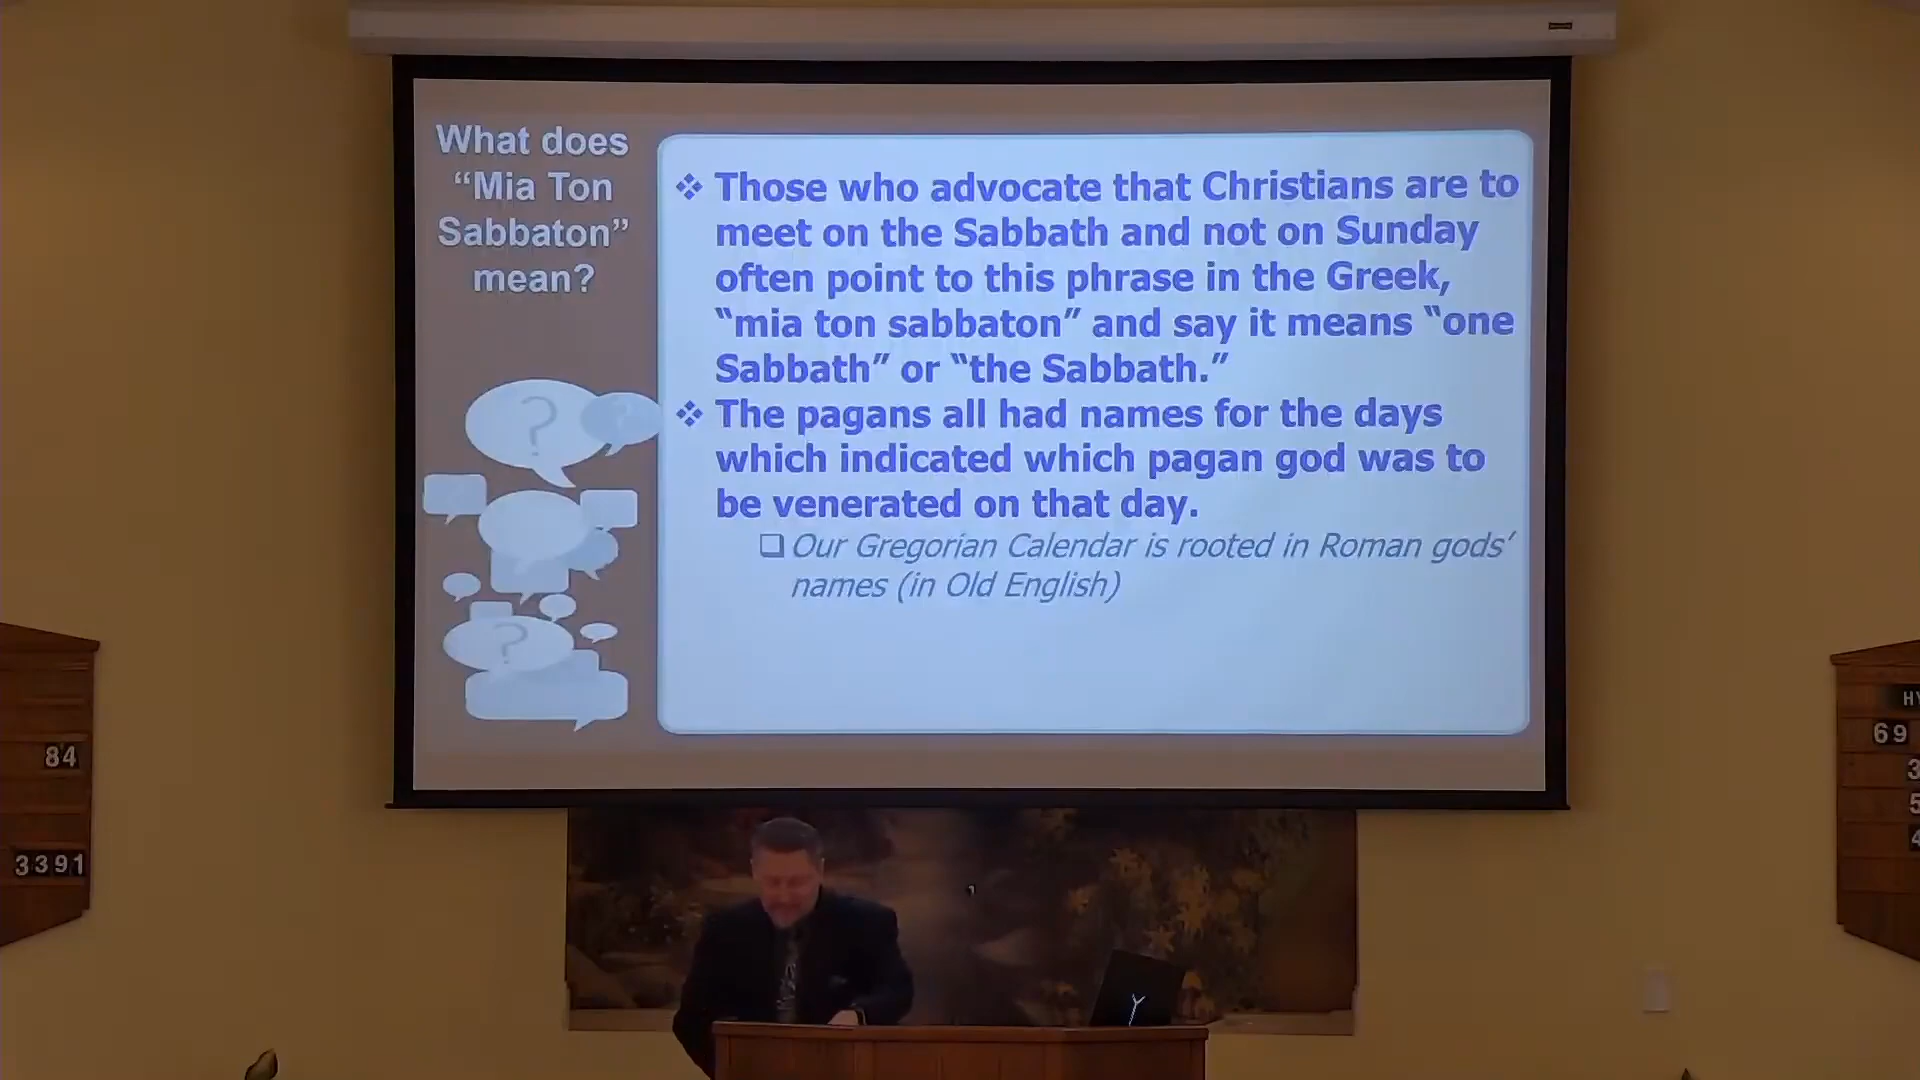 What does
“Mia Ton
Sabbaton”
mean?
❖ Those who advocate that Christians are to
meet on the Sabbath and not on Sunday
often point to this phrase in the Greek,
“mia ton sabbaton” and say it means “one
Sabbath” or “the Sabbath.”
❖ The pagans all had names for the days
which indicated which pagan god was to
be venerated on that day.
❑ Our Gregorian Calendar is rooted in Roman gods’
names (in Old English)
?
?
?
84
3391
HY
69
3
5
4